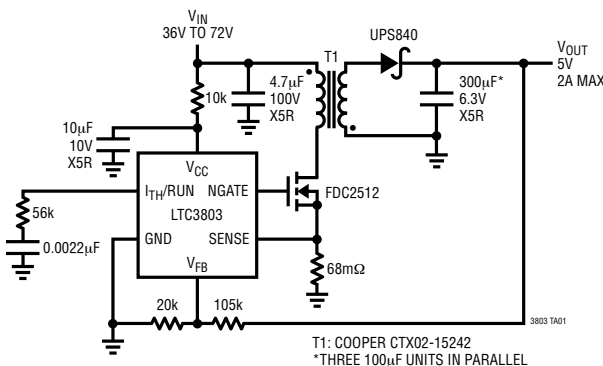 VIN
36V TO 72V
T1
UPS840
VOUT
5V
2A MAX
10k
4.7µF
100V
X5R
300µF*
6.3V
X5R
10µF
10V
X5R
VCC
ITH/RUN
NGATE
FDC2512
LTC3803
56k
0.0022µF
GND
SENSE
VFB
68mΩ
20k
105k
3803 TA01
T1: COOPER CTX02-15242
*THREE 100µF UNITS IN PARALLEL